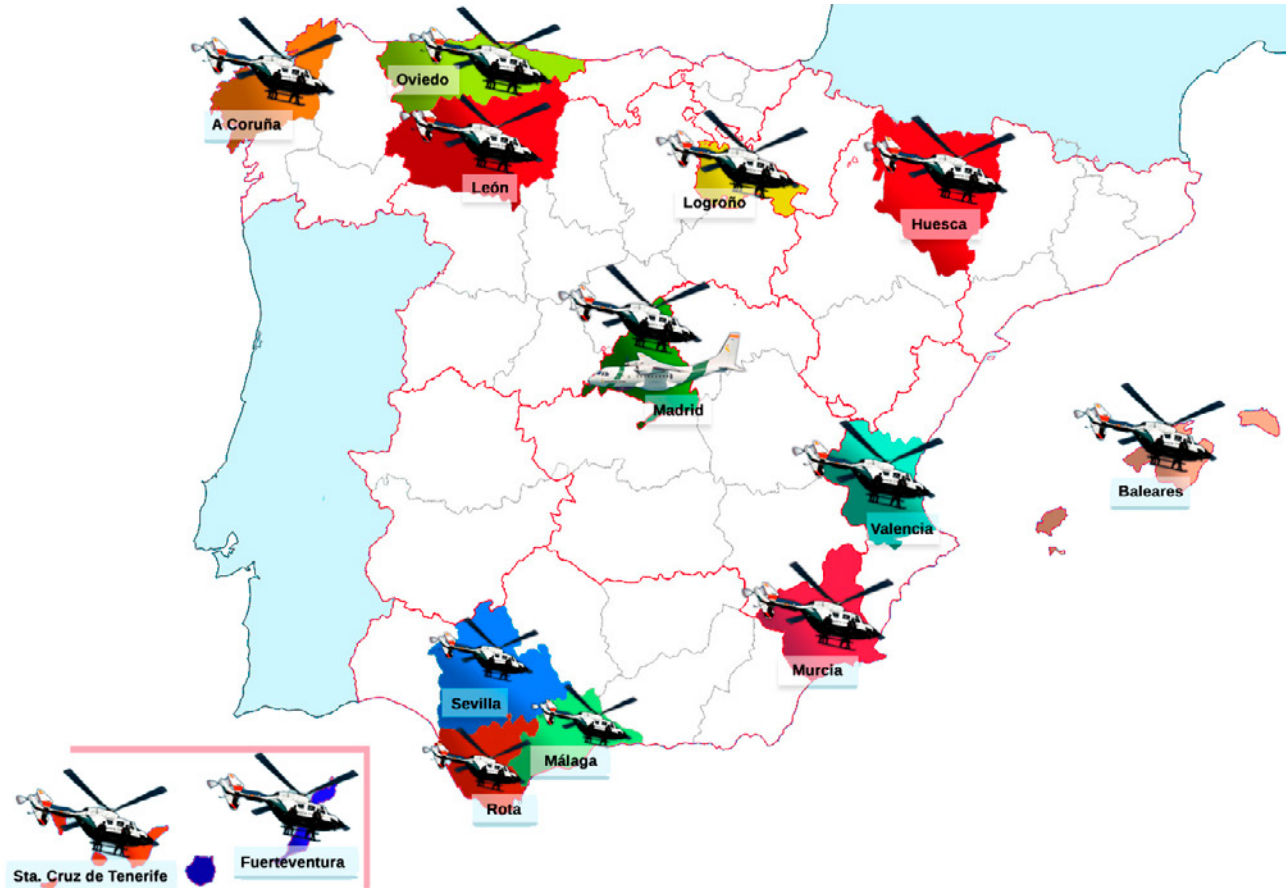 Oviedo
A Coruña
León
Logroño
Huesca
Madrid
Baleares
Valencia
Murcia
Sevilla
Málaga
Rota
Fuerteventura
Sta. Cruz de Tenerife